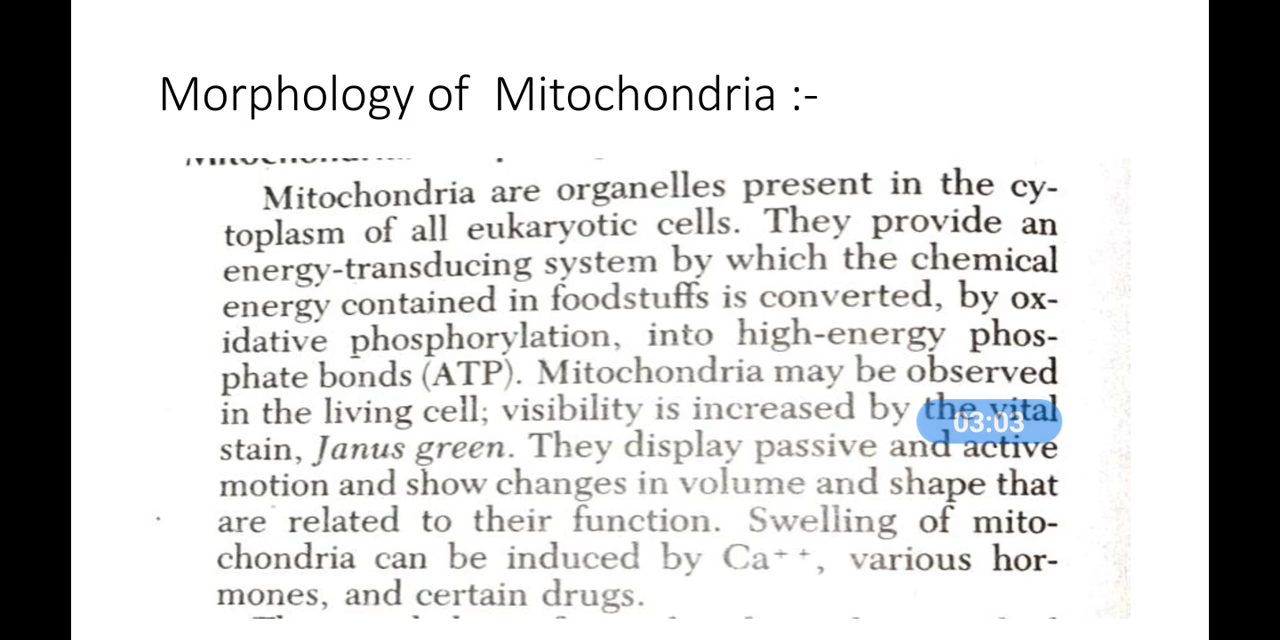 Morphology of  Mitochondria :-
Mitochondria are organelles present in the cy-
toplasm of all eukaryotic cells. They provide an
energy-transducing system by which the chemical
energy contained in foodstuffs is converted, by ox-
idative phosphorylation, into high-energy phos-
phate bonds (ATP). Mitochondria may be observed
in the living cell; visibility is increased by the vital
03:03
stain, Janus green. They display passive and active
motion and show changes in volume and shape that
are related to their function. Swelling of mito-
chondria can be induced by Ca⁺⁺, various hor-
mones, and certain drugs.